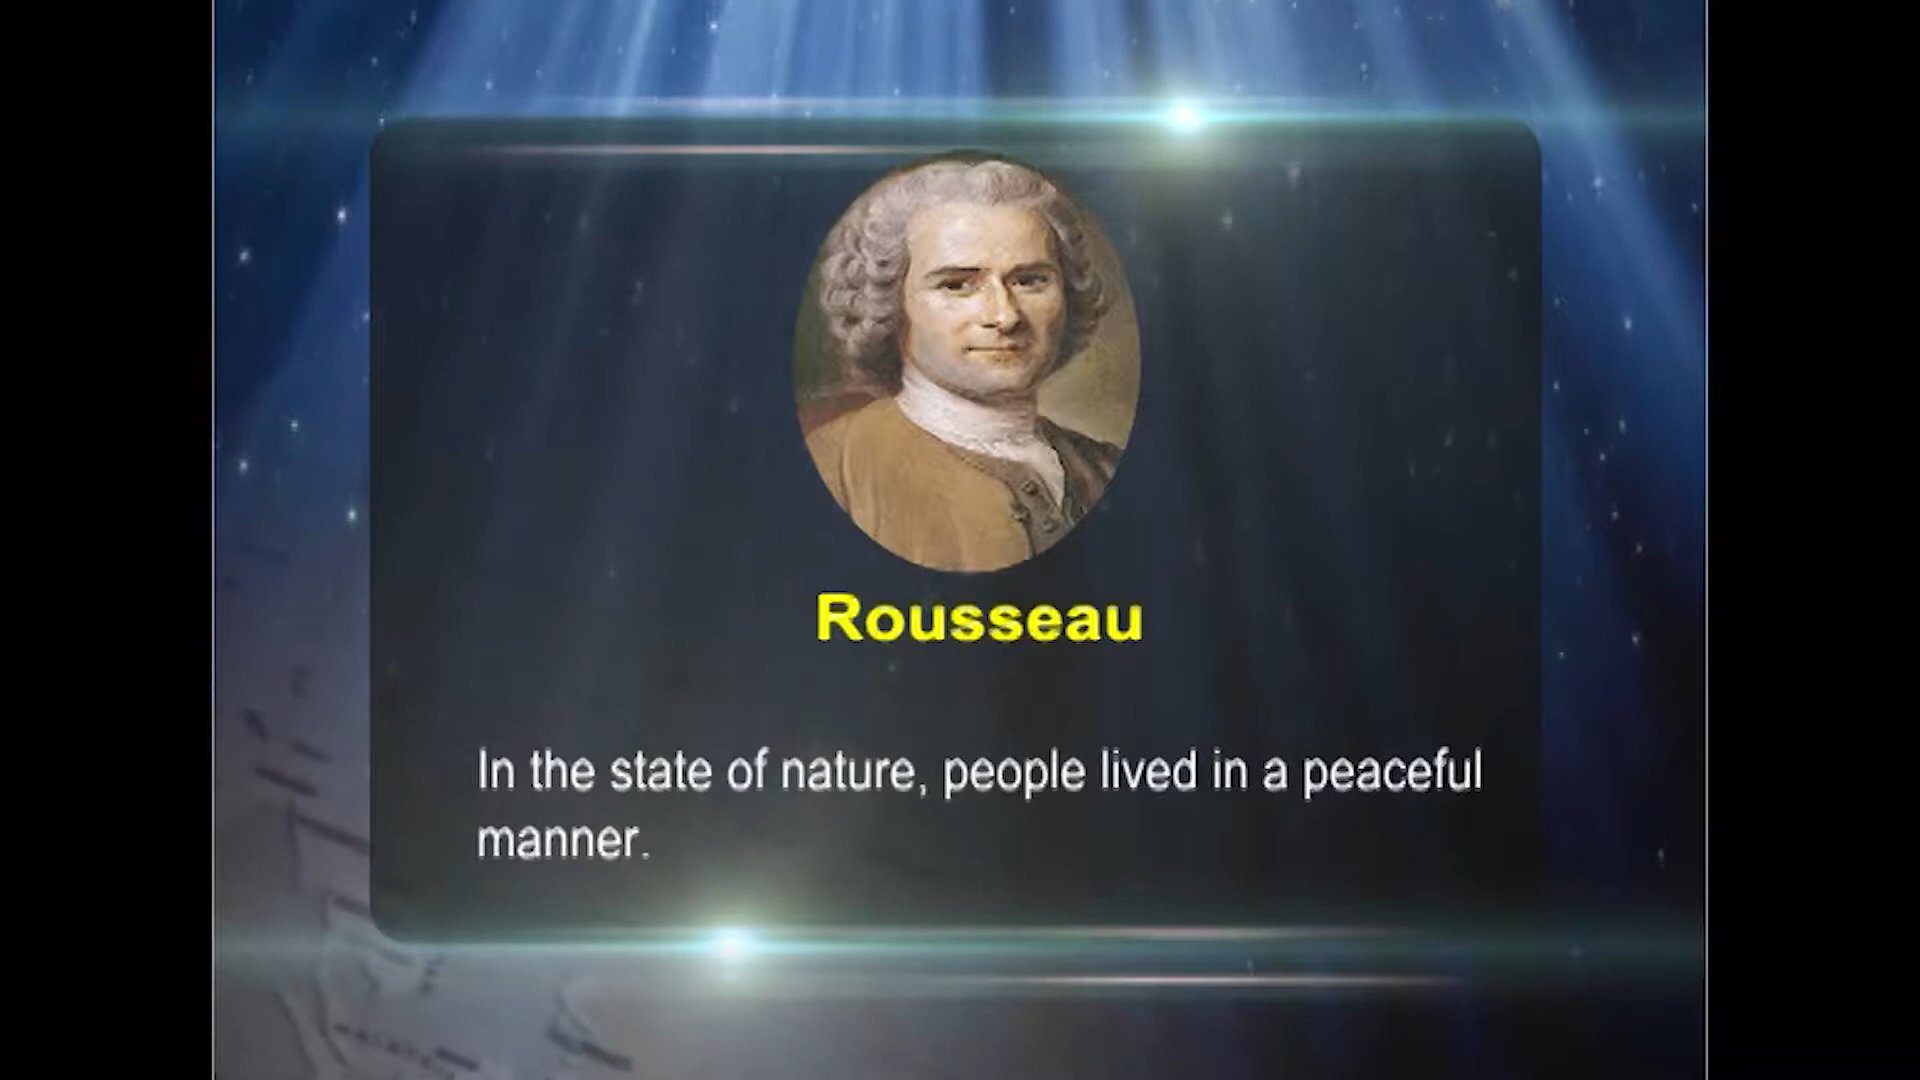 Rousseau
In the state of nature, people lived in a peaceful
manner.